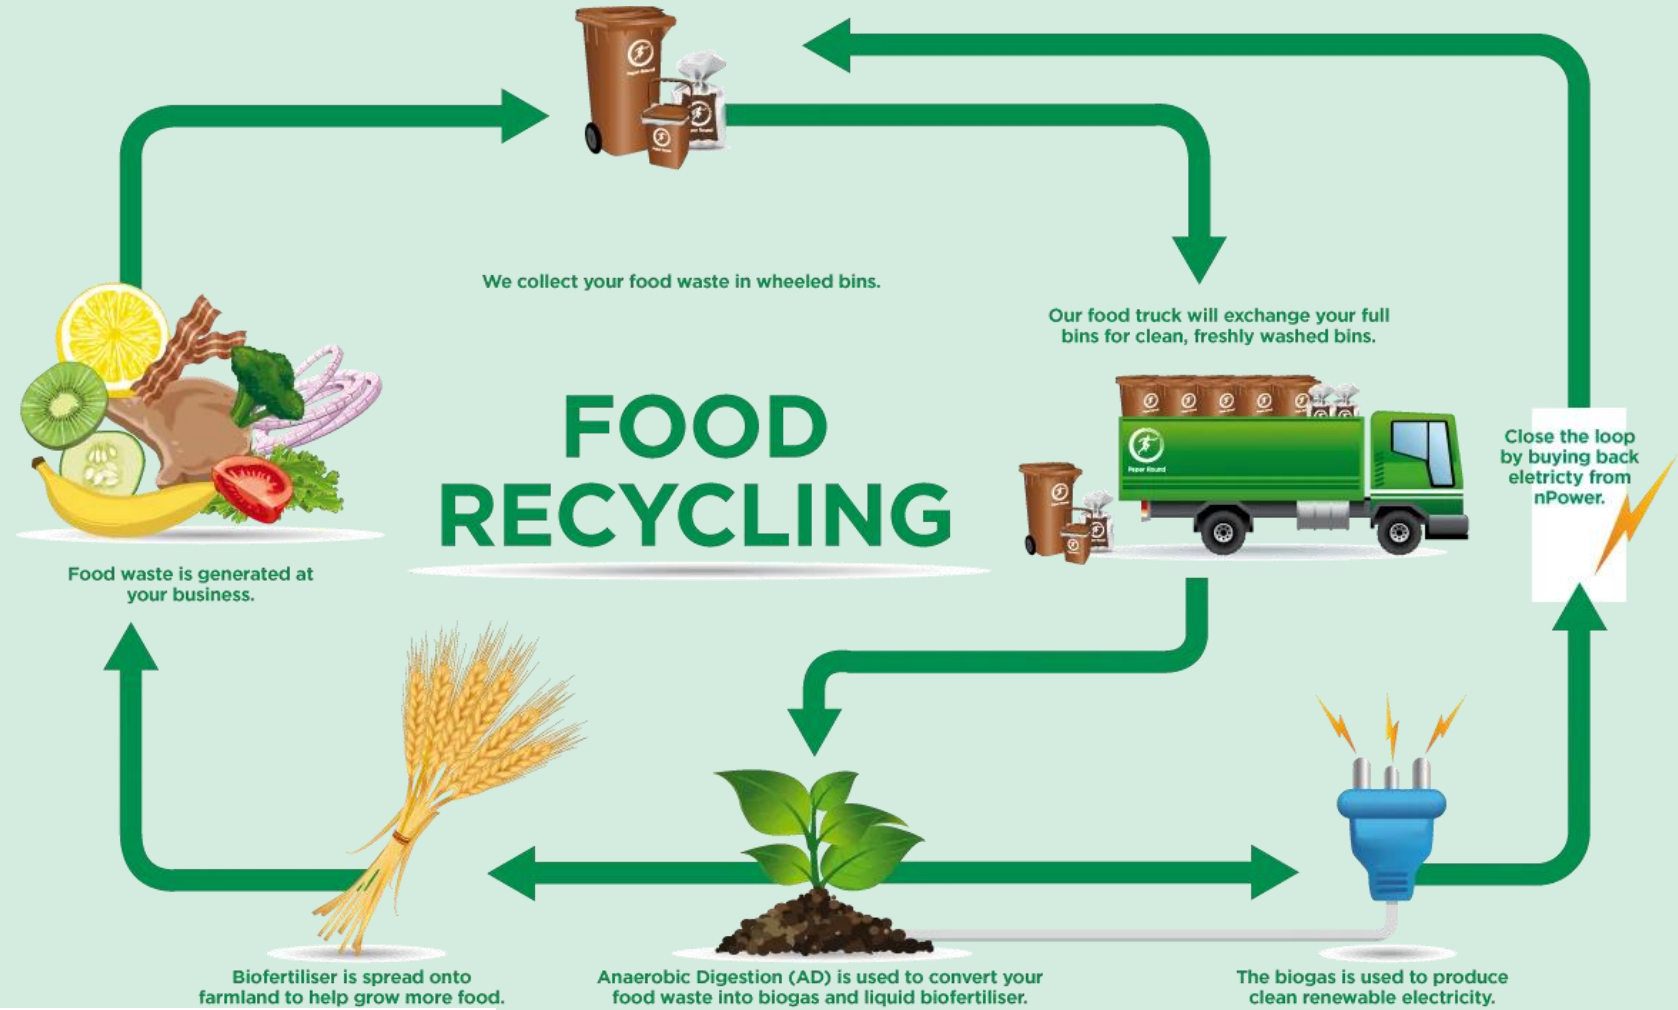 We collect your food waste in wheeled bins.
Our food truck will exchange your full
bins for clean, freshly washed bins.
FOOD
RECYCLING
Paper Round
Close the loop
by buying back
eletricty from
nPower.
Food waste is generated at
your business.
Biofertiliser is spread onto
farmland to help grow more food.
Anaerobic Digestion (AD) is used to convert your
food waste into biogas and liquid biofertiliser.
The biogas is used to produce
clean renewable electricity.